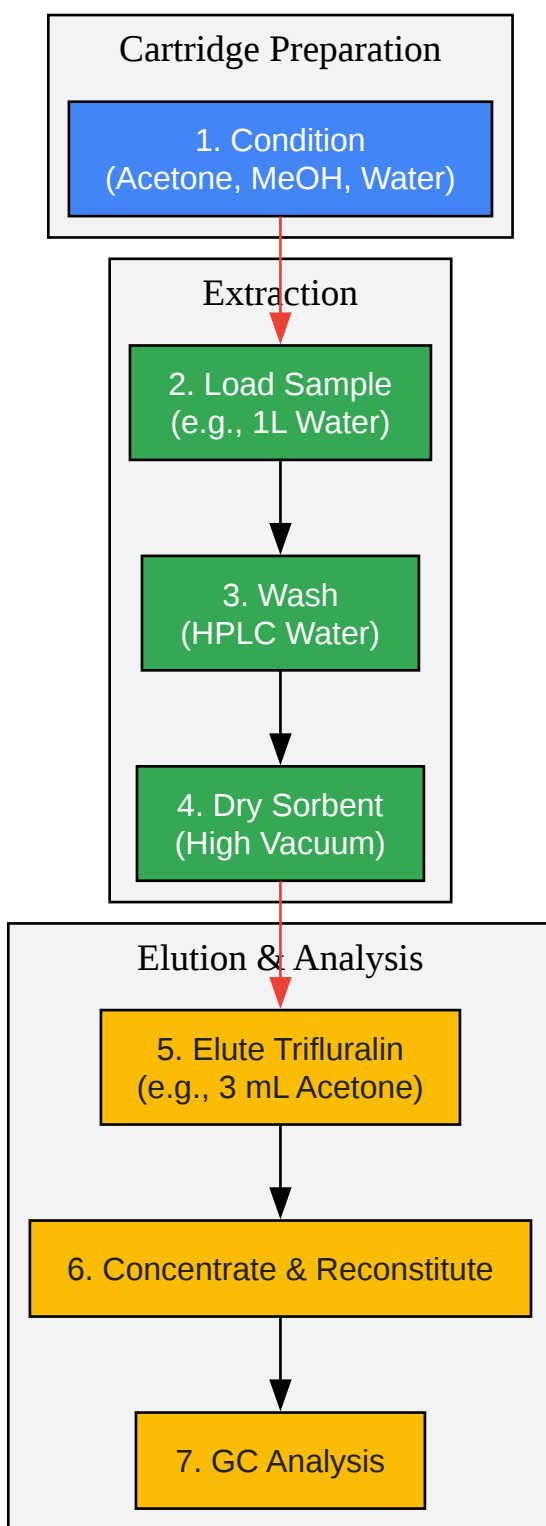 Cartridge Preparation
1. Condition
(Acetone, MeOH, Water)
Extraction
2. Load Sample
(e.g., 1L Water)
3. Wash
(HPLC Water)
4. Dry Sorbent
(High Vacuum)
Elution & Analysis
5. Elute Trifluralin
(e.g., 3 mL Acetone)
6. Concentrate & Reconstitute
7. GC Analysis